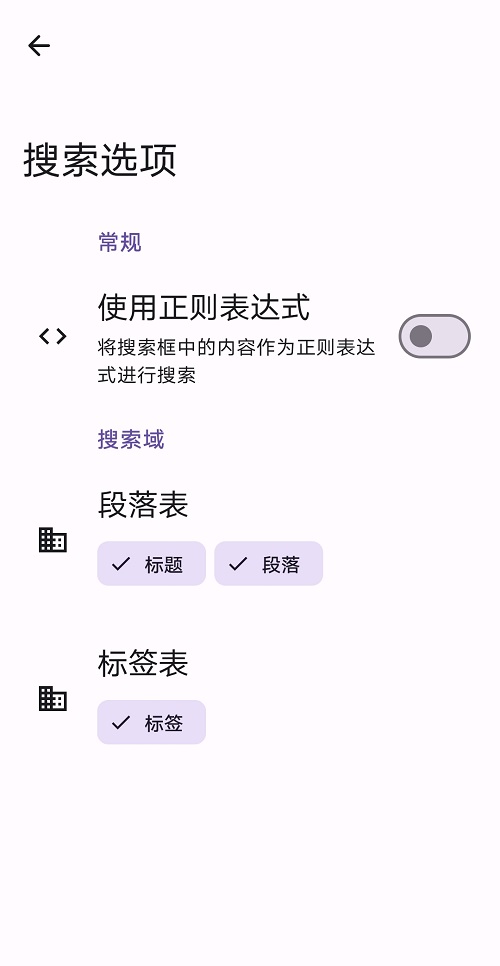 搜索选项
常规
使用正则表达式
将搜索框中的内容作为正则表达
式进行搜索
搜索域
段落表
标题 段落
标签表
标签